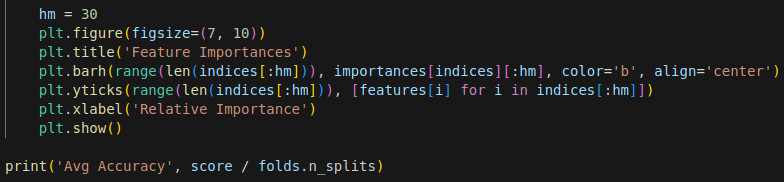 hm = 30
plt.figure(figsize=(7, 10))
plt.title('Feature Importances')
plt.barh(range(len(indices[:hm])), importances[indices][:hm], color='b', align='center')
plt.yticks(range(len(indices[:hm])), [features[i] for i in indices[:hm]])
plt.xlabel('Relative Importance')
plt.show()
print('Avg Accuracy', score / folds.n_splits)